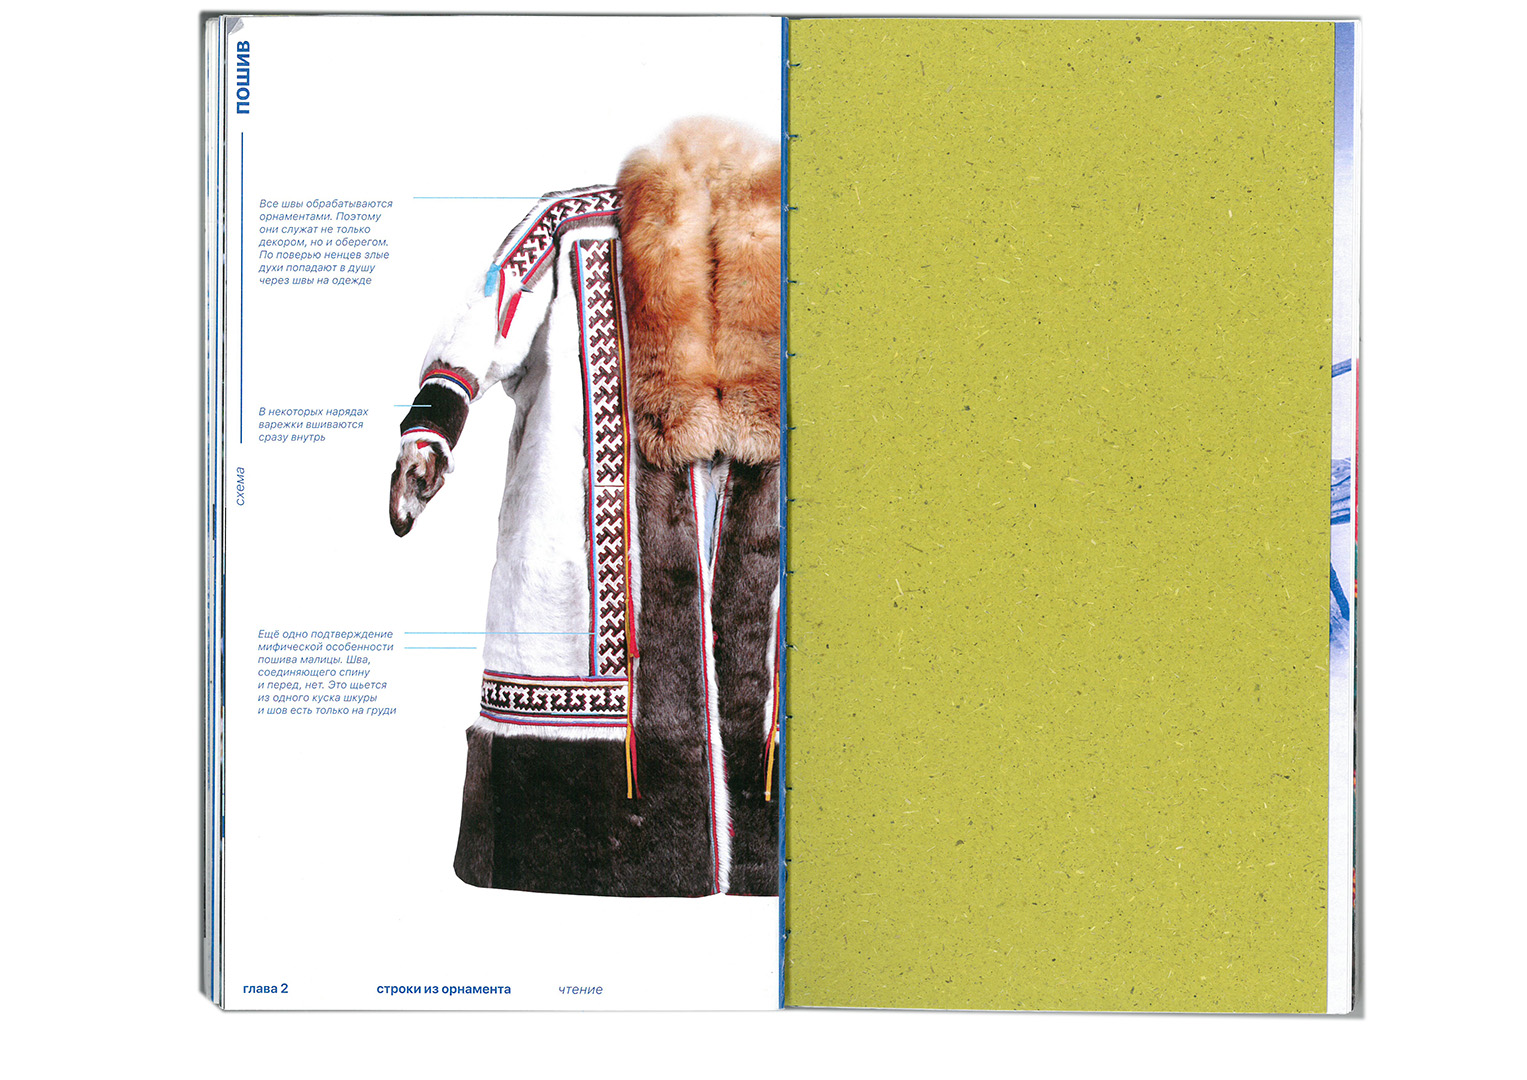 ПОШИВ
Все швы обрабатываются
орнаментами. Поэтому
они служат не только
декором, но и оберегом.
По поверью ненцев злые
духи попадают в душу
через швы на одежде
В некоторых нарядах
варежки вшиваются
сразу внутрь
схема
Ещё одно подтверждение
мифической особенности
пошива малицы. Шва,
соединяющего спину
и перед, нет. Это щьется
из одного куска шкуры
и шов есть только на груди
глава 2 строки из орнамента чтение